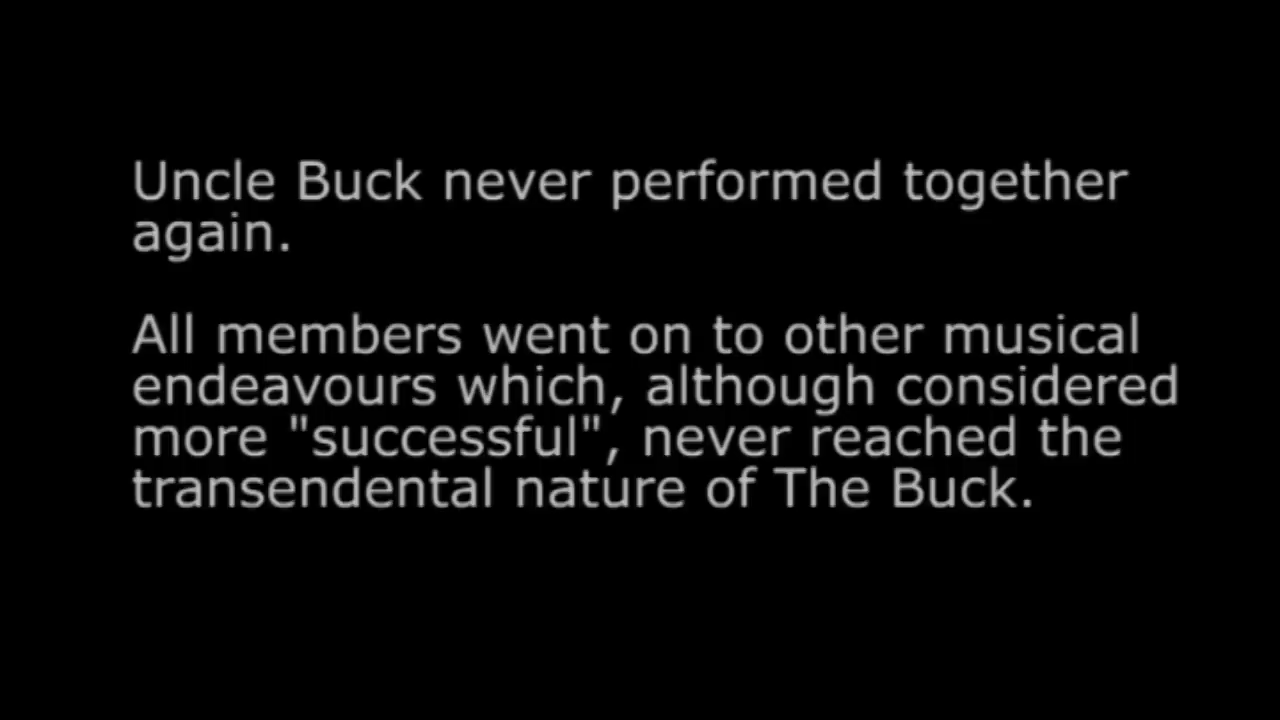 Uncle Buck never performed together
again.
All members went on to other musical
endeavours which, although considered
more "successful", never reached the
transendental nature of The Buck.